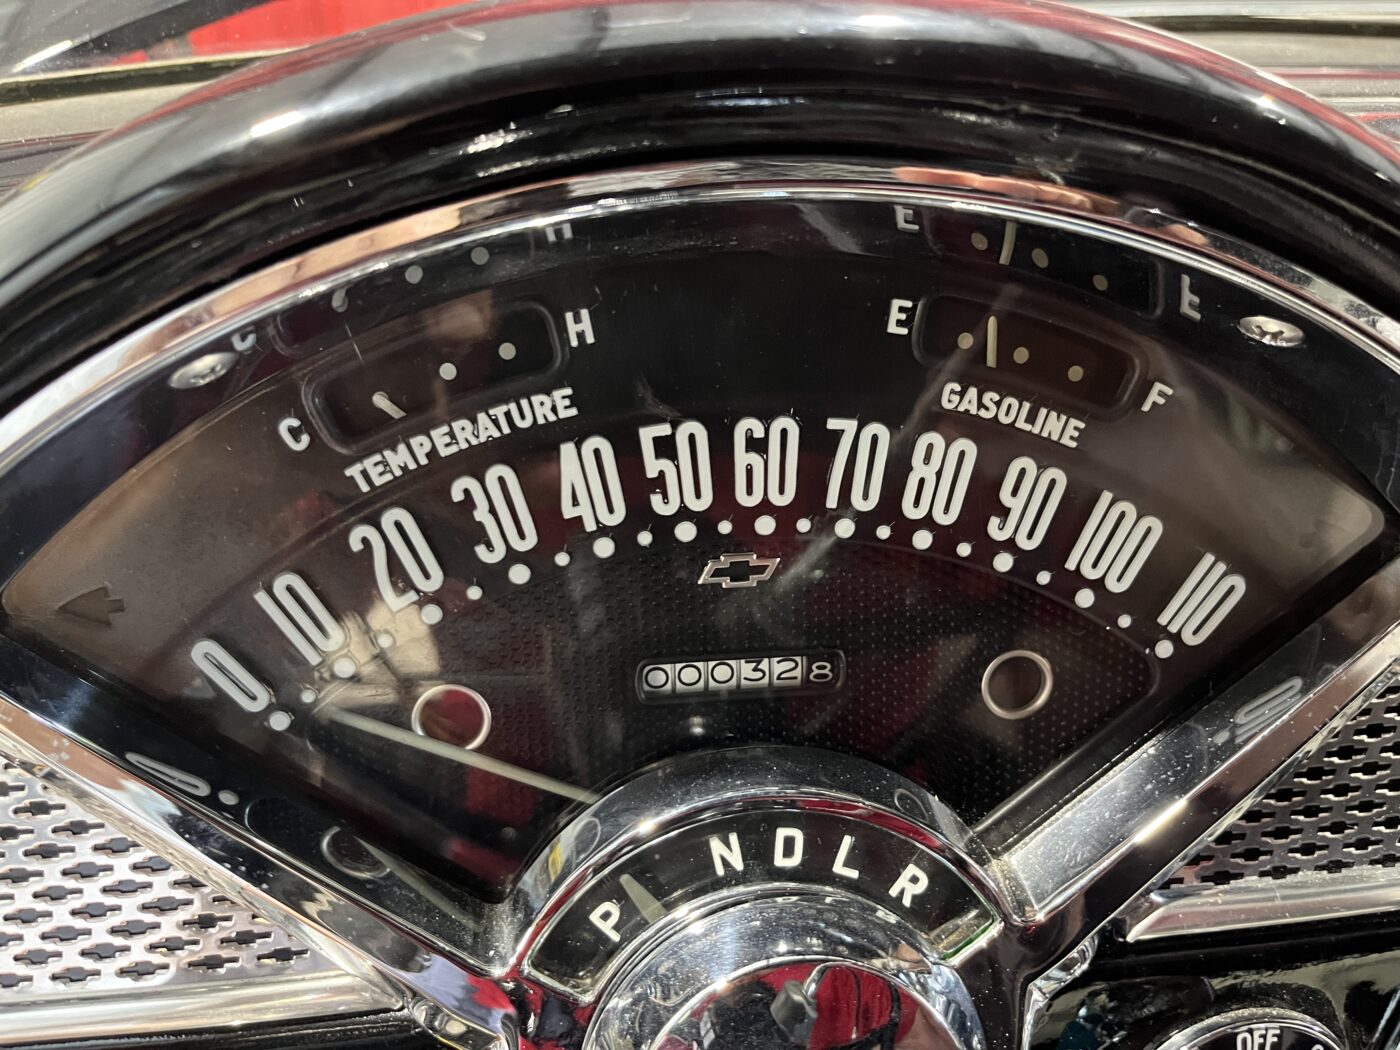 H
E
C
TEMPERATURE
F
GASOLINE
0 10 20 30 40 50 60 70 80 90 100 110
000328
P N D L R
OFF